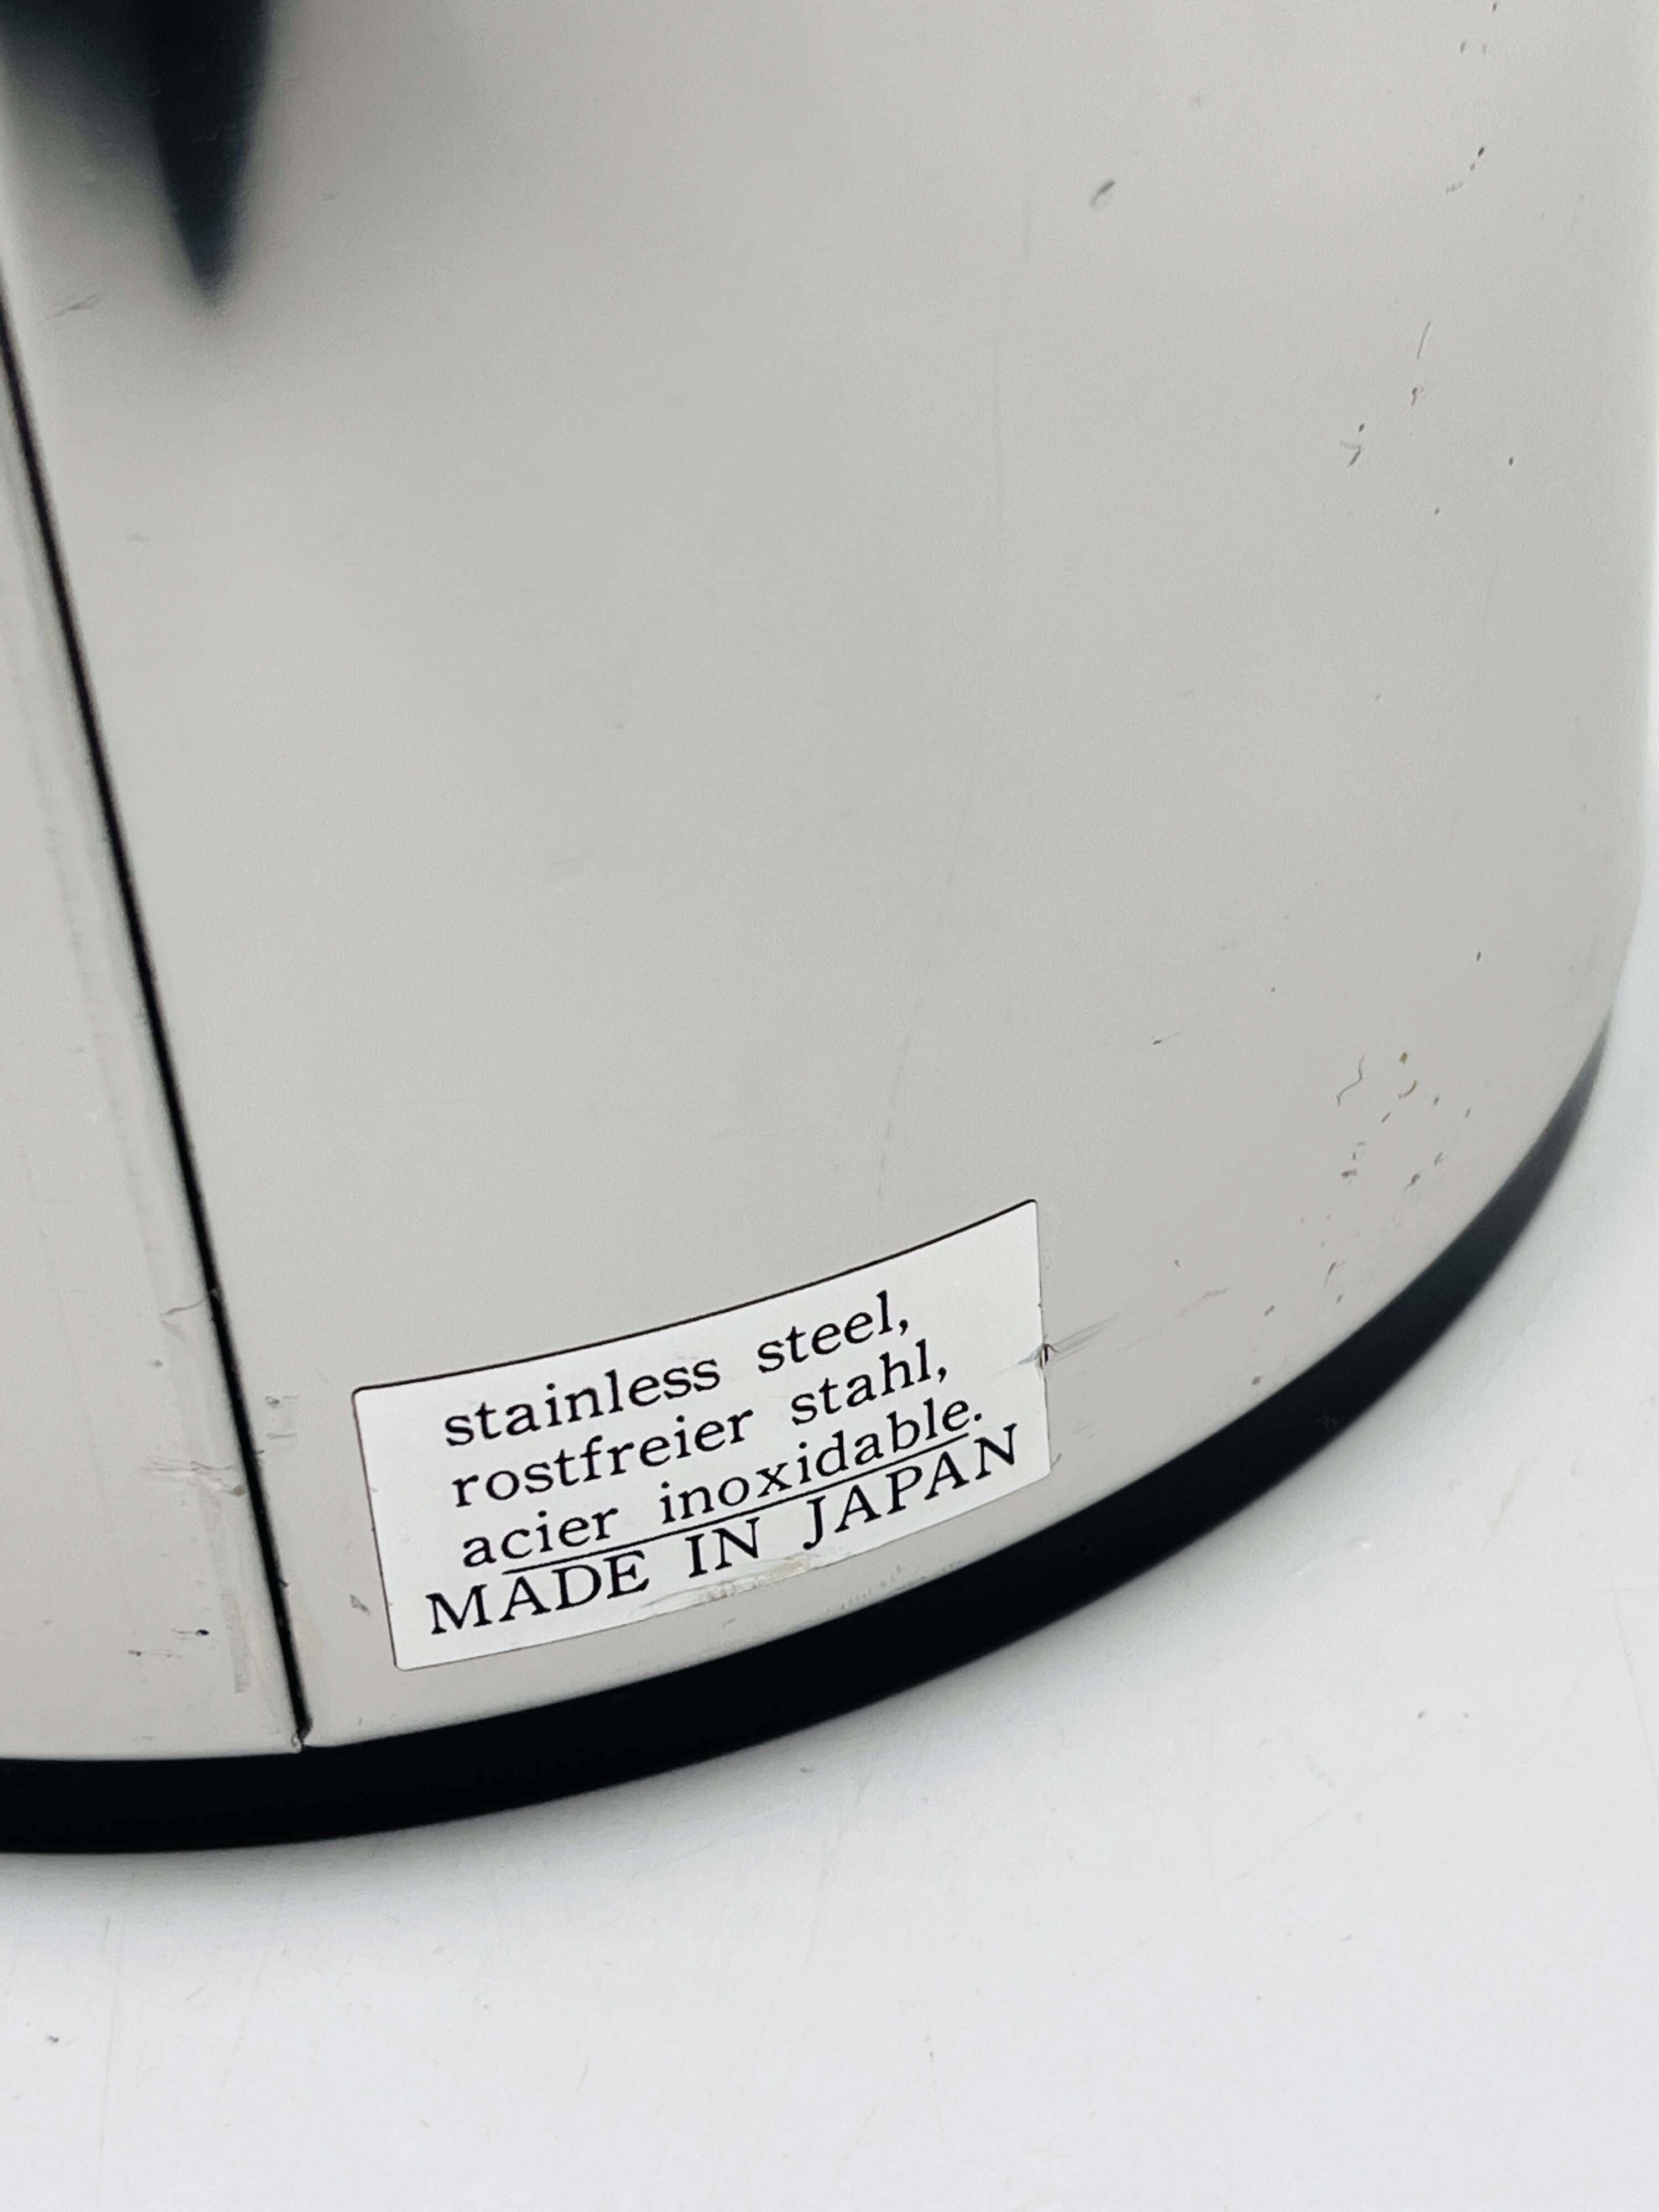 stainless steel,
rostfreier stahl,
acier inoxidable.
MADE IN JAPAN